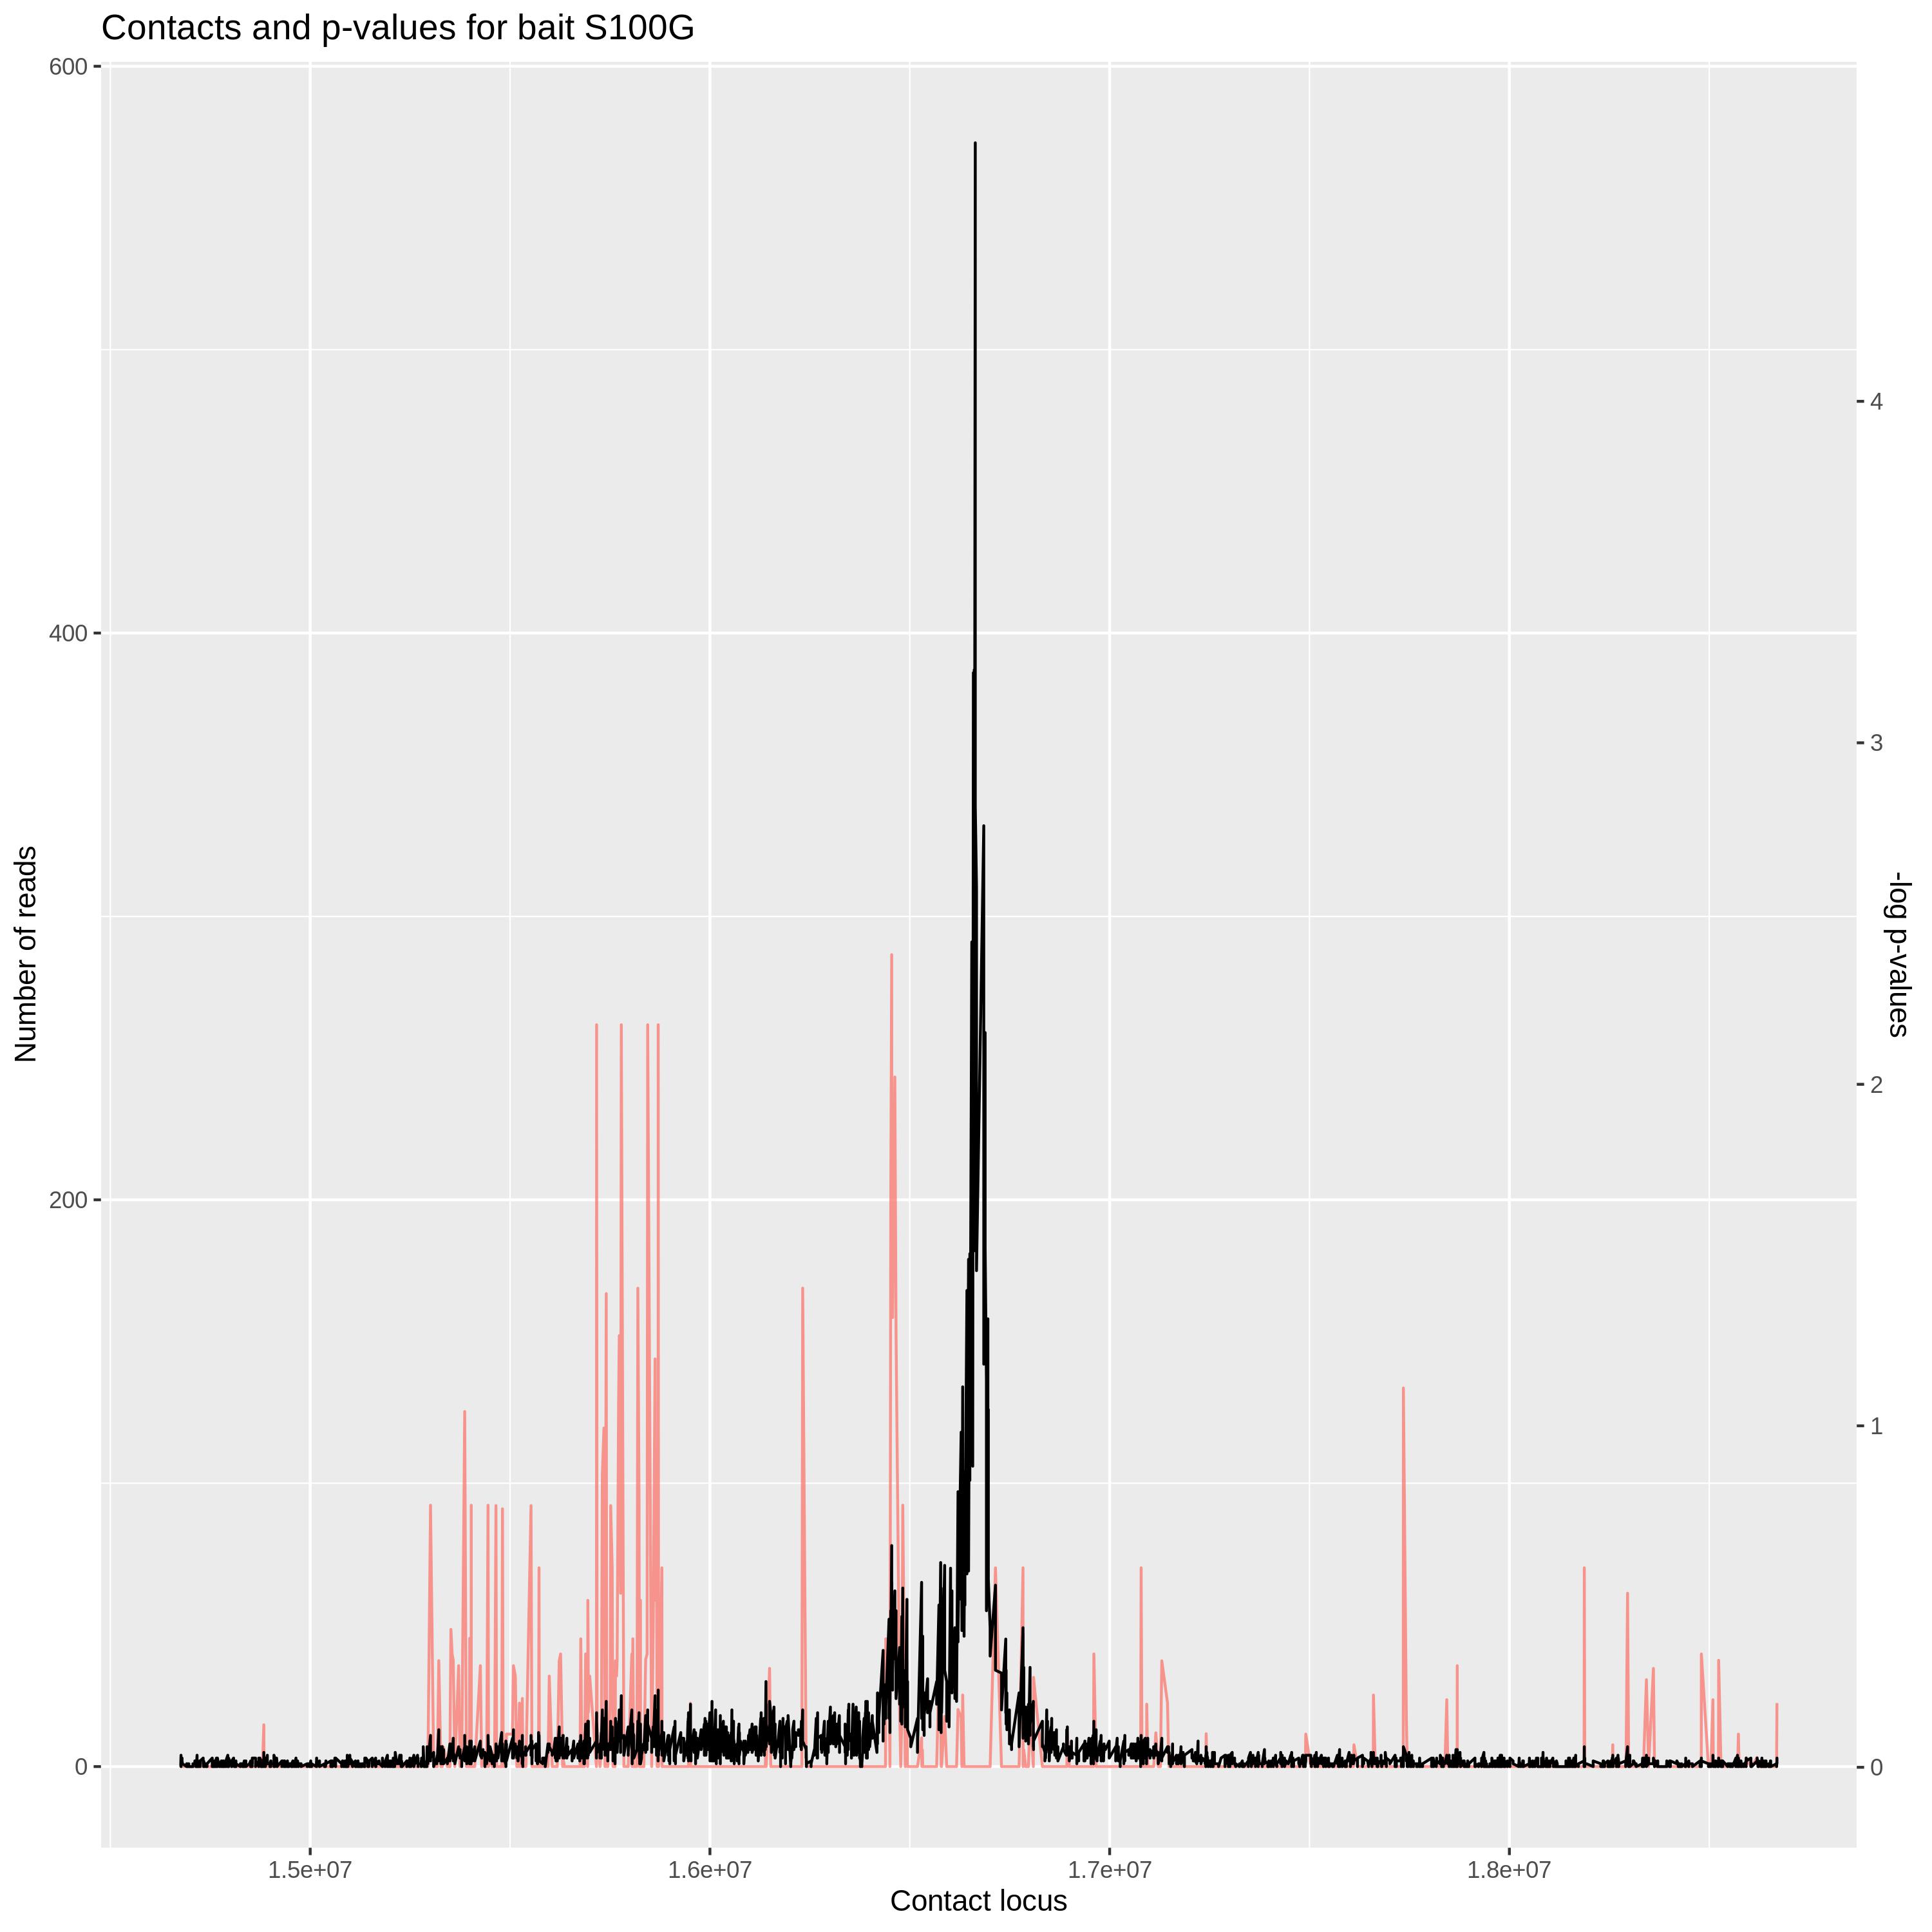 Contacts and p-values for bait S100G
600
400
200
0
Number of reads
4
3
2
1
0
-log p-values
1.5e+07
1.6e+07
1.7e+07
1.8e+07
Contact locus